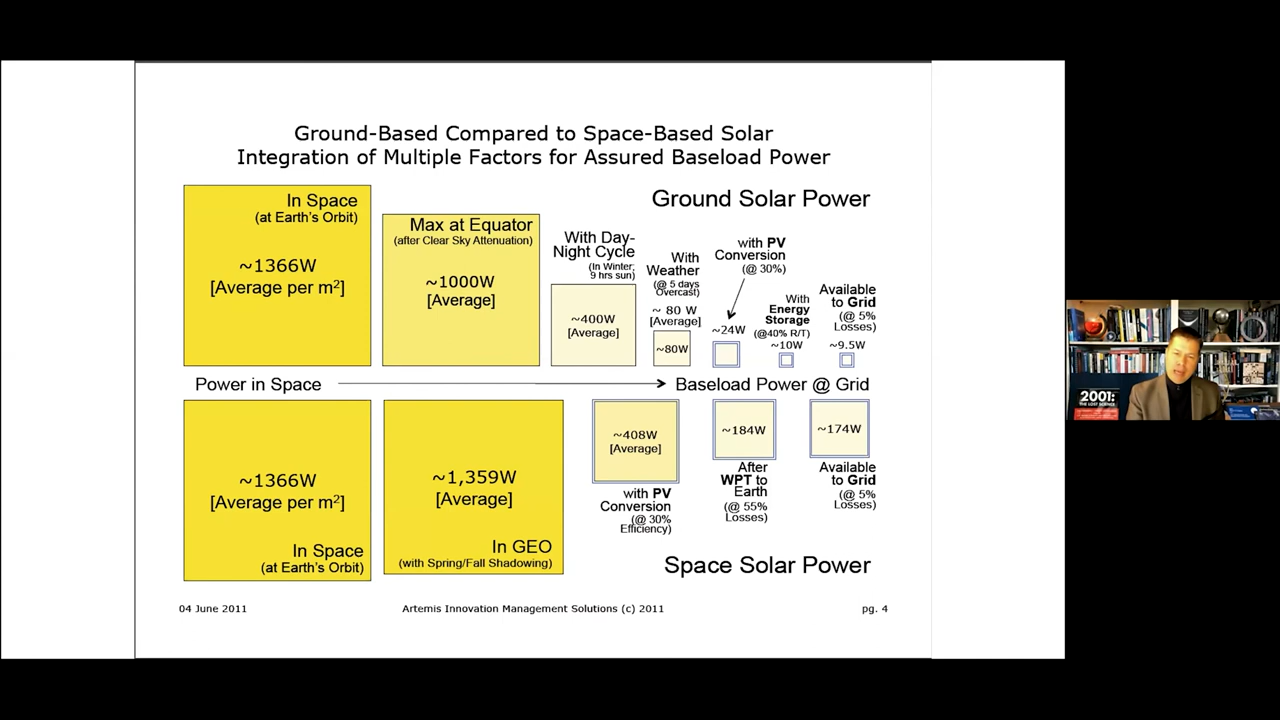 Ground-Based Compared to Space-Based Solar
Integration of Multiple Factors for Assured Baseload Power
In Space
(at Earth's Orbit)
~1366W
[Average per m²]
Max at Equator
(after Clear Sky Attenuation)
~1000W
[Average]
Ground Solar Power
With Day-
Night Cycle
(In Winter;
9 hrs sun)
~400W
[Average]
With
Weather
(@ 5 days
Overcast)
~ 80 W
[Average]
~80W
with PV
Conversion
(@ 30%)
~24W
With
Energy
Storage
(@40% R/T)
~10W
Available
to Grid
(@ 5%
Losses)
~9.5W
Power in Space
Baseload Power @ Grid
~1366W
[Average per m²]
In Space
(at Earth's Orbit)
~1,359W
[Average]
In GEO
(with Spring/Fall Shadowing)
~408W
[Average]
with PV
Conversion
(@ 30%
Efficiency)
~184W
After
WPT to
Earth
(@ 55%
Losses)
~174W
Available
to Grid
(@ 5%
Losses)
Space Solar Power
04 June 2011
Artemis Innovation Management Solutions (c) 2011
pg. 4
2001:
THE LOST SCIENCE